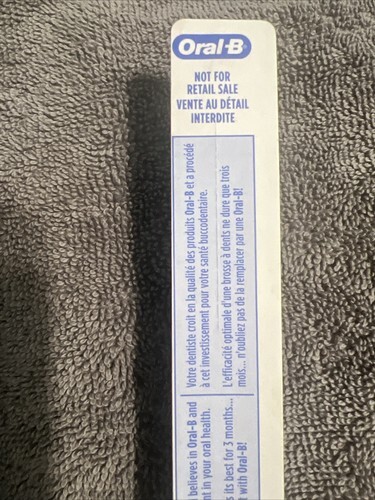 Oral-B
NOT FOR
RETAIL SALE
VENTE AU DÉTAIL
INTERDITE
Votre dentiste croit en la qualité des produits Oral-B et a procédé
à cet investissement pour votre santé buccodentaire.
L'efficacité optimale d'une brosse à dents ne dure que trois
mois... n'oubliez pas de la remplacer par une Oral-B!
believes in Oral-B and
in your oral health.
its best for 3 months...
with Oral-B!